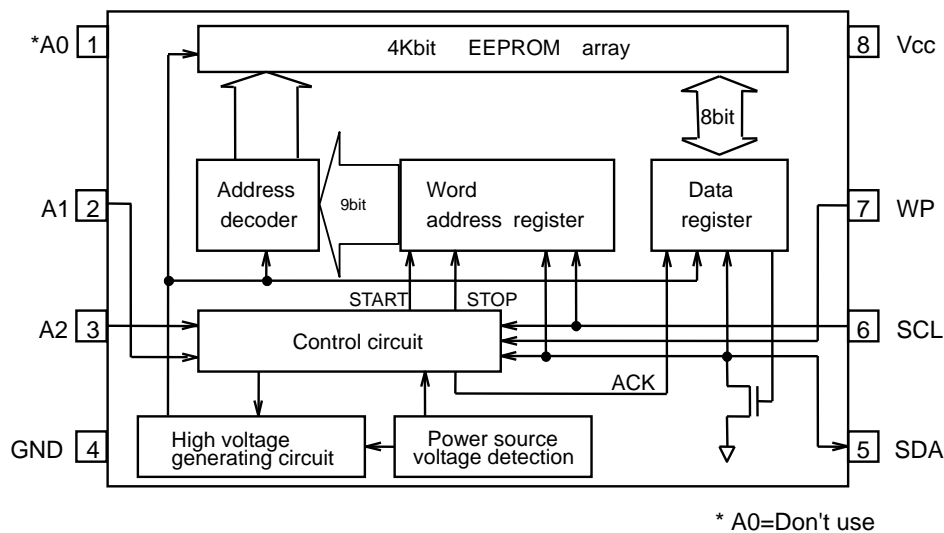 *A0 1
4Kbit EEPROM array
8 Vcc
8bit
A1 2
Address
decoder
9bit
Word
address register
Data
register
7 WP
START
STOP
A2 3
Control circuit
6 SCL
ACK
GND 4
High voltage
generating circuit
Power source
voltage detection
5 SDA
* A0=Don't use